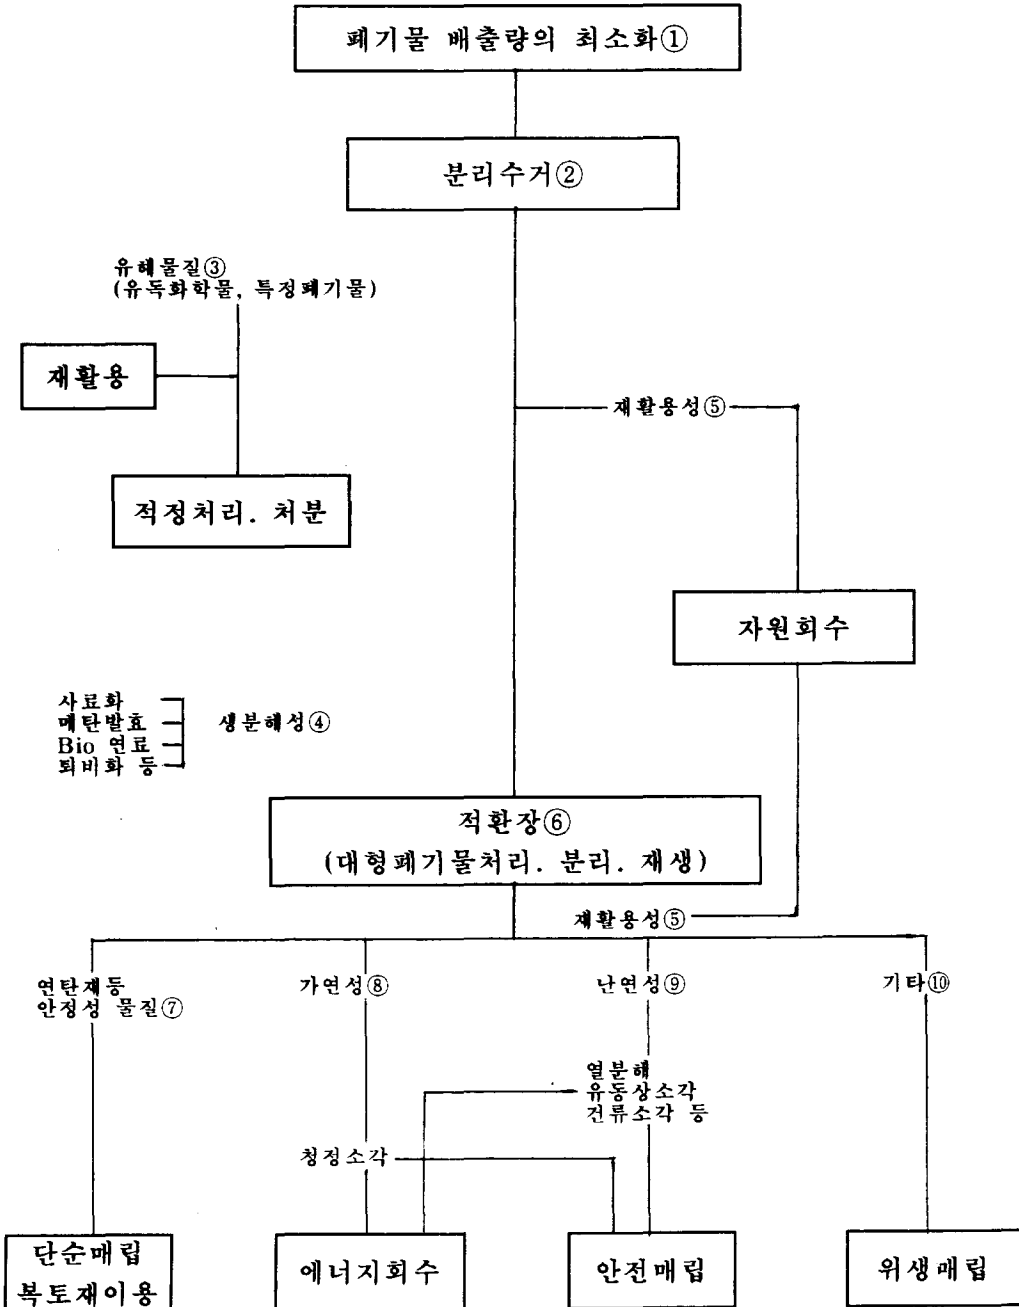 폐기물 배출량의 최소화①
분리수거②
유해물질③
(유독화학물, 특정폐기물)
재활용
재활용성⑤
적정처리. 처분
자원회수
사료화
메탄발효
Bio 연료
퇴비화 등
생분해성④
적환장⑥
(대형폐기물처리. 분리. 재생)
재활용성⑤
연탄재등
안정성 물질⑦
가연성⑧
난연성⑨
기타⑩
열분해
유동상소각
건류소각 등
청정소각
단순매립
복토재이용
에너지회수
안전매립
위생매립